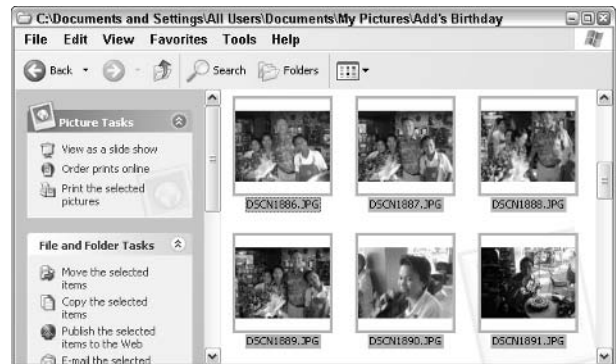 C:\Documents and Settings\All Users\Documents\My Pictures\Add's Birthday
File Edit View Favorites Tools Help
Back Search Folders
Picture Tasks
View as a slide show
Order prints online
Print the selected
pictures
File and Folder Tasks
Move the selected
items
Copy the selected
items
Publish the selected
items to the Web
E-mail the selected
DSCN1886.JPG DSCN1887.JPG DSCN1888.JPG
DSCN1889.JPG DSCN1890.JPG DSCN1891.JPG